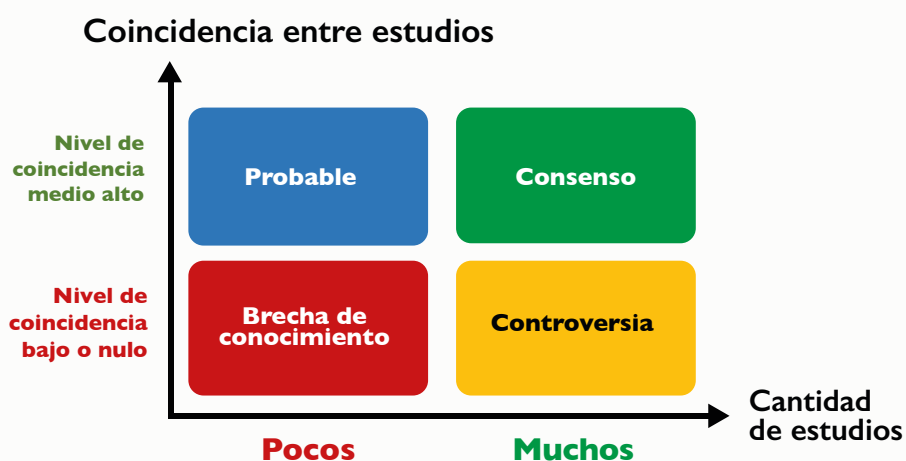 Coincidencia entre estudios
Nivel de
coincidencia
medio alto
Probable
Consenso
Nivel de
coincidencia
bajo o nulo
Brecha de
conocimiento
Controversia
Cantidad
de estudios
Pocos
Muchos